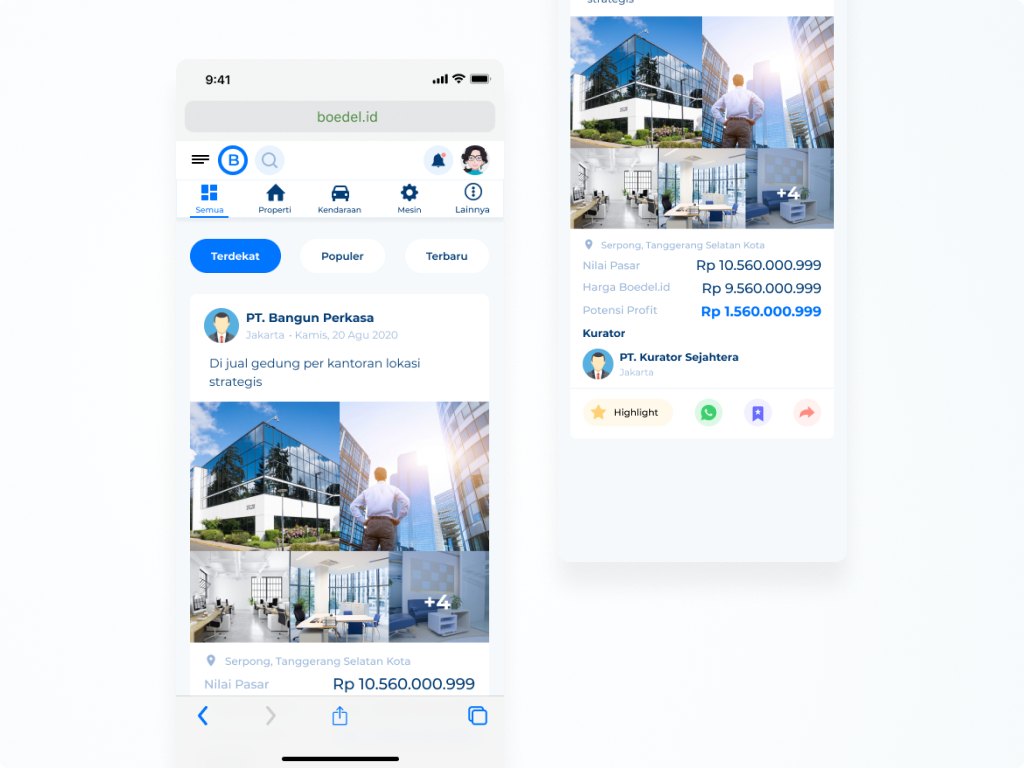 9:41
boedel.id
B
Semua
Properti
Kendaraan
Mesin
Lainnya
Terdekat
Populer
Terbaru
PT. Bangun Perkasa
Jakarta - Kamis, 20 Agu 2020
Di jual gedung per kantoran lokasi
strategis
+4
Serpong, Tanggerang Selatan Kota
Nilai Pasar
Rp 10.560.000.999
strategis
+4
Serpong, Tanggerang Selatan Kota
Nilai Pasar
Rp 10.560.000.999
Harga Boedel.id
Rp 9.560.000.999
Potensi Profit
Rp 1.560.000.999
Kurator
PT. Kurator Sejahtera
Jakarta
Highlight